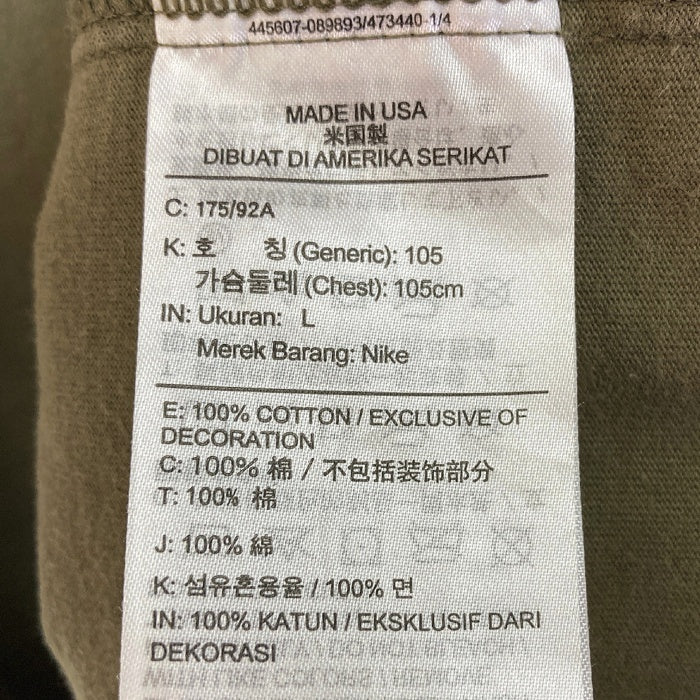 445607-089893/473440-1/4
MADE IN USA
米国製
DIBUAT DI AMERIKA SERIKAT
C: 175/92A
K: 호 칭 (Generic): 105
가슴둘레 (Chest): 105cm
IN: Ukuran: L
Merek Barang: Nike
E: 100% COTTON / EXCLUSIVE OF
DECORATION
C: 100% 棉 / 不包括装饰部分
T: 100% 棉
J: 100% 綿
K: 섬유혼용율 / 100% 면
IN: 100% KATUN / EKSKLUSIF DARI
DEKORASI